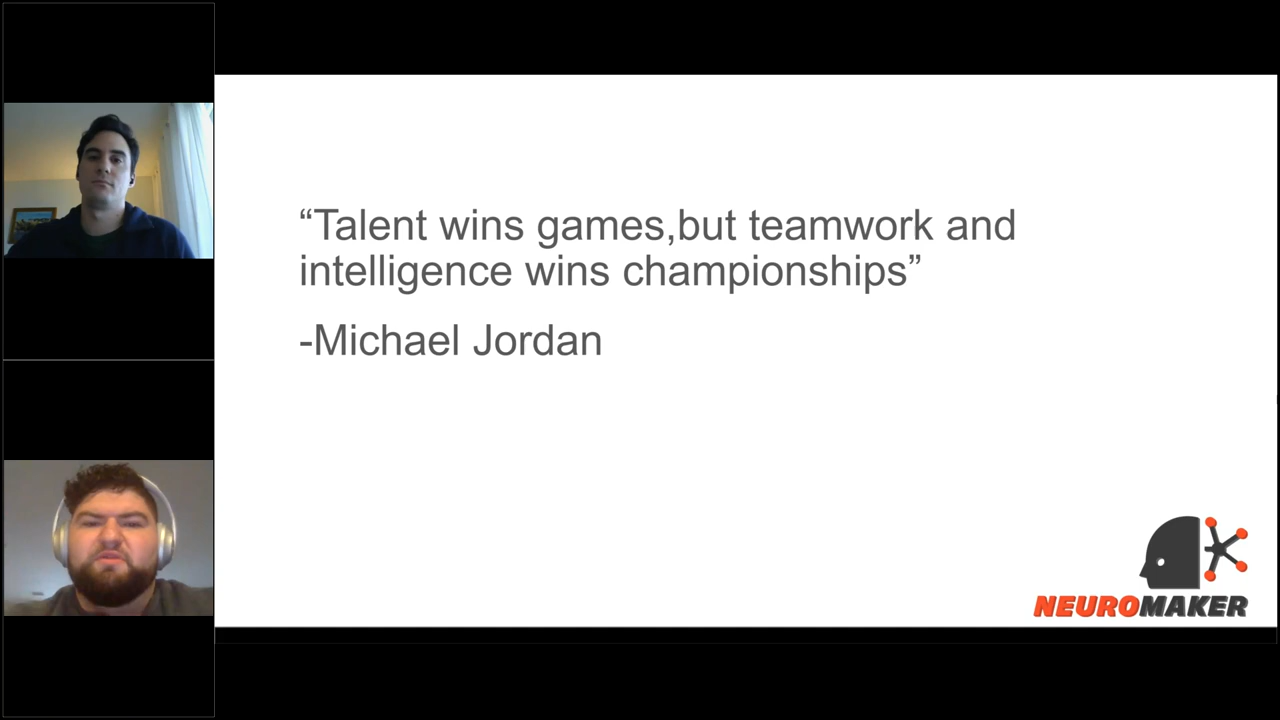 “Talent wins games,but teamwork and
intelligence wins championships”
-Michael Jordan
NEUROMAKER